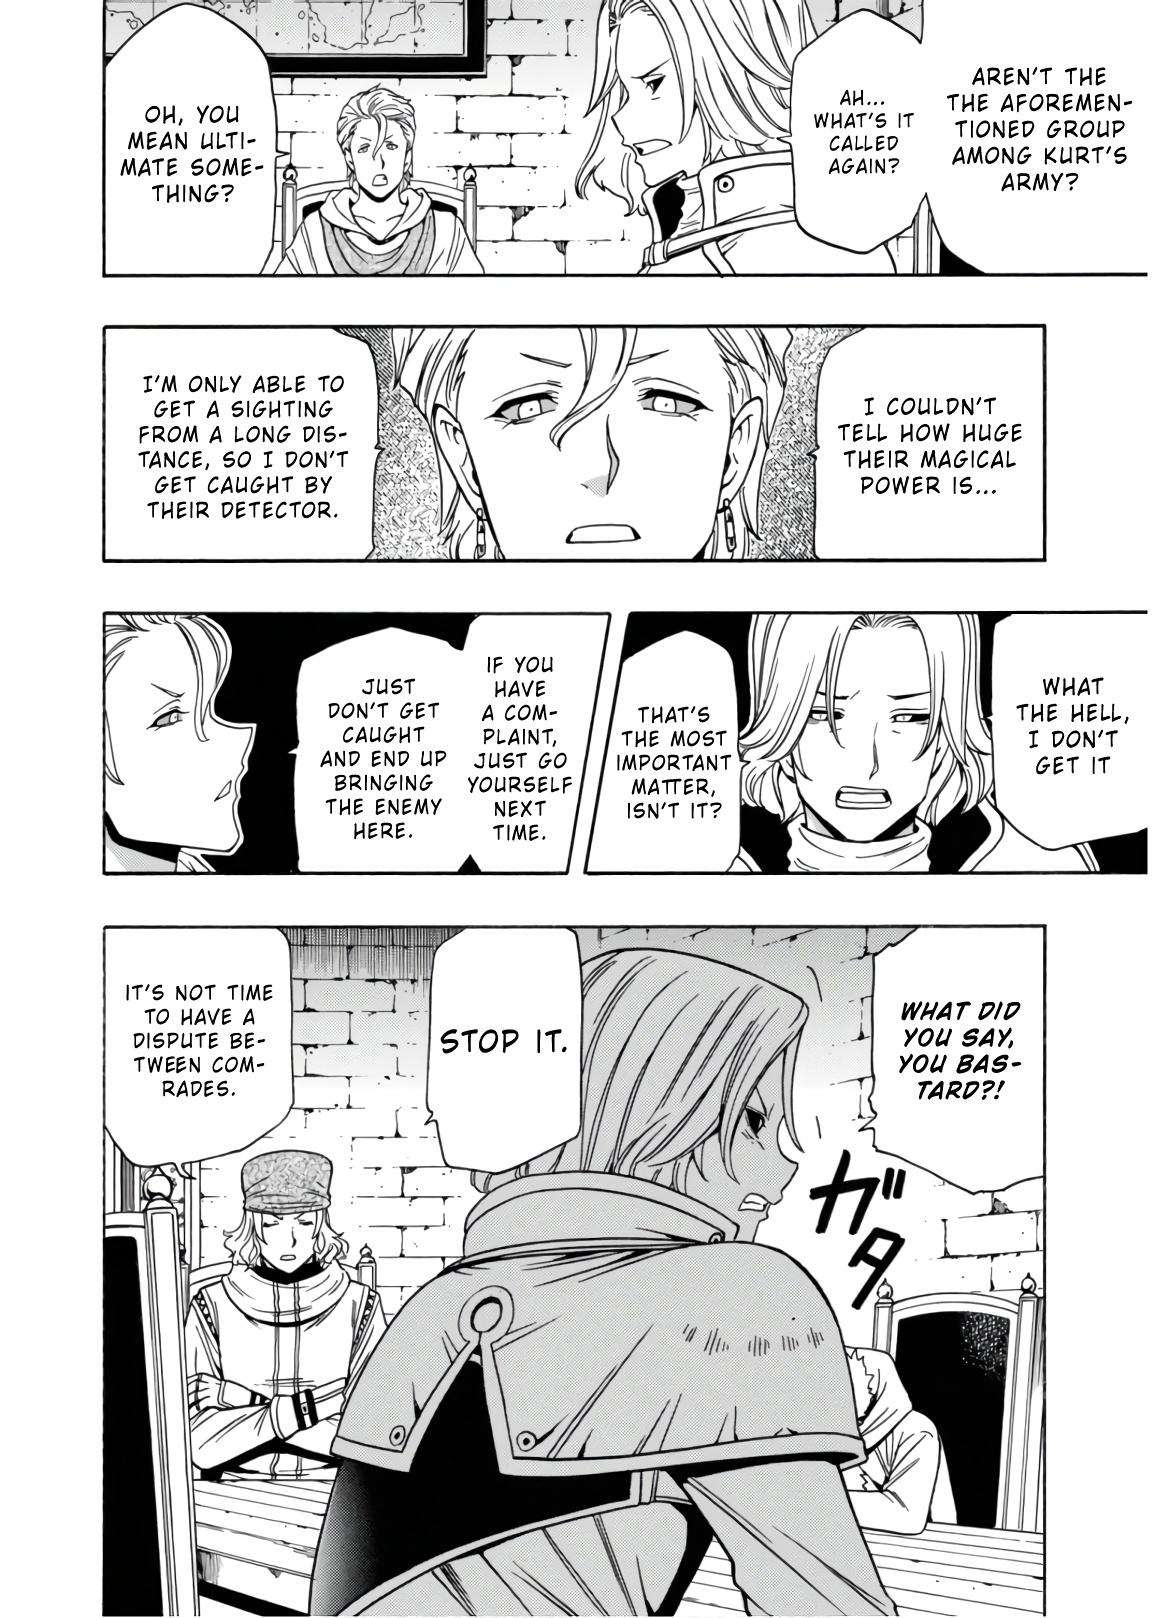 AREN'T THE
THE AFOREMEN-
TIONED GROUP
AMONG KURT'S
ARMY?
AH...
WHAT'S IT
CALLED
AGAIN?
OH, YOU
MEAN ULTI-
MATE SOME-
THING?
I COULDN'T
TELL HOW HUGE
THEIR MAGICAL
POWER IS...
I'M ONLY ABLE TO
GET A SIGHTING
FROM A LONG DIS-
TANCE, SO I DON'T
GET CAUGHT BY
THEIR DETECTOR.
WHAT
THE HELL,
I DON'T
GET IT
THAT'S
THE MOST
IMPORTANT
MATTER,
ISN'T IT?
IF YOU
HAVE
A COM-
PLAINT,
JUST GO
YOURSELF
NEXT
TIME.
JUST
DON'T GET
CAUGHT
AND END UP
BRINGING
THE ENEMY
HERE.
WHAT DID
YOU SAY,
YOU BAS-
TARD?!
ガタ
STOP IT.
IT'S NOT TIME
TO HAVE A
DISPUTE BE-
TWEEN COM-
RADES.